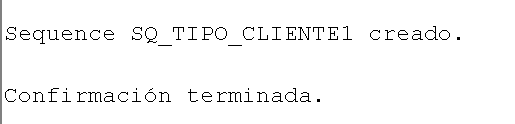 Sequence SQ_TIPO_CLIENTE1 creado.
Confirmación terminada.